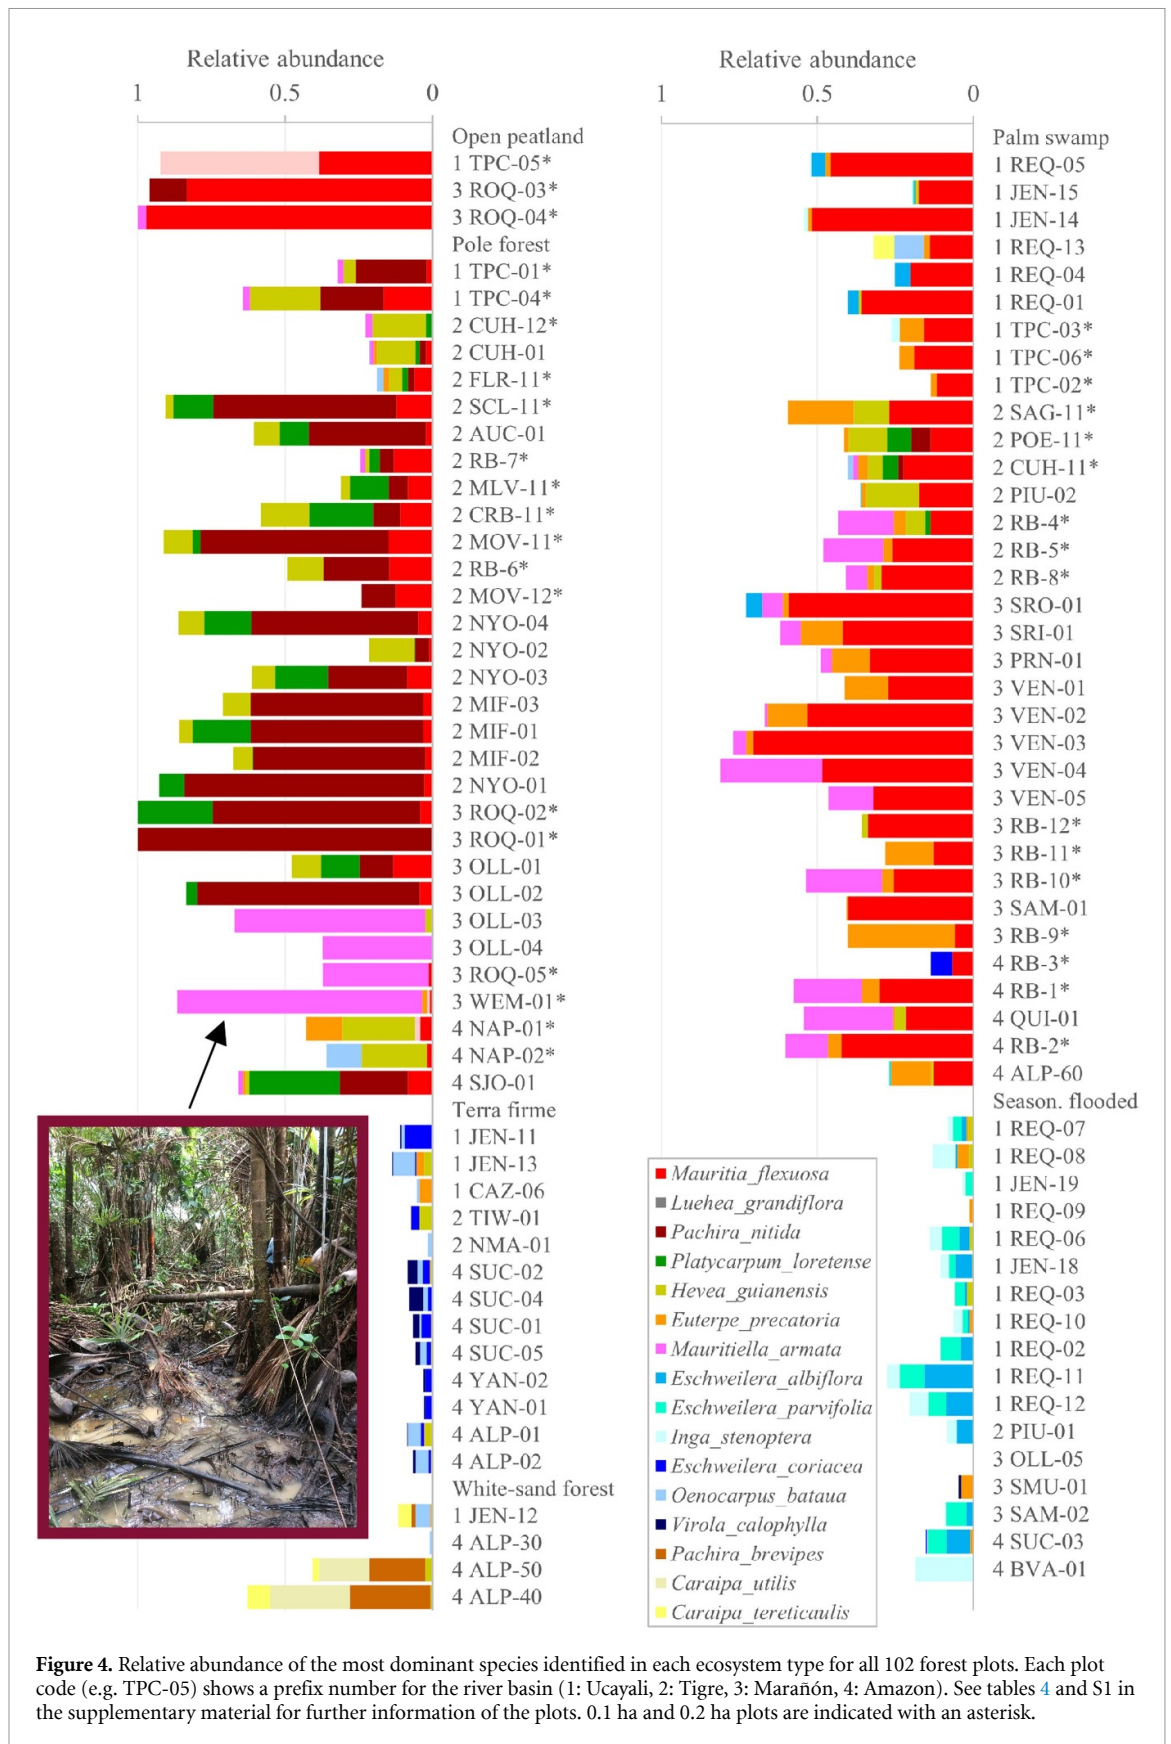 Relative abundance
1 0.5 0
Open peatland
1 TPC-05*
3 ROQ-03*
3 ROQ-04*
Pole forest
1 TPC-01*
1 TPC-04*
2 CUH-12*
2 CUH-01
2 FLR-11*
2 SCL-11*
2 AUC-01
2 RB-7*
2 MLV-11*
2 CRB-11*
2 MOV-11*
2 RB-6*
2 MOV-12*
2 NYO-04
2 NYO-02
2 NYO-03
2 MIF-03
2 MIF-01
2 MIF-02
2 NYO-01
3 ROQ-02*
3 ROQ-01*
3 OLL-01
3 OLL-02
3 OLL-03
3 OLL-04
3 ROQ-05*
3 WEM-01*
4 NAP-01*
4 NAP-02*
4 SJO-01
Terra firme
1 JEN-11
1 JEN-13
1 CAZ-06
2 TIW-01
2 NMA-01
4 SUC-02
4 SUC-04
4 SUC-01
4 SUC-05
4 YAN-02
4 YAN-01
4 ALP-01
4 ALP-02
White-sand forest
1 JEN-12
4 ALP-30
4 ALP-50
4 ALP-40
Relative abundance
1 0.5 0
Palm swamp
1 REQ-05
1 JEN-15
1 JEN-14
1 REQ-13
1 REQ-04
1 REQ-01
1 TPC-03*
1 TPC-06*
1 TPC-02*
2 SAG-11*
2 POE-11*
2 CUH-11*
2 PIU-02
2 RB-4*
2 RB-5*
2 RB-8*
3 SRO-01
3 SRI-01
3 PRN-01
3 VEN-01
3 VEN-02
3 VEN-03
3 VEN-04
3 VEN-05
3 RB-12*
3 RB-11*
3 RB-10*
3 SAM-01
3 RB-9*
4 RB-3*
4 RB-1*
4 QUI-01
4 RB-2*
4 ALP-60
Season. flooded
1 REQ-07
1 REQ-08
1 JEN-19
1 REQ-09
1 REQ-06
1 JEN-18
1 REQ-03
1 REQ-10
1 REQ-02
1 REQ-11
1 REQ-12
2 PIU-01
3 OLL-05
3 SMU-01
3 SAM-02
4 SUC-03
4 BVA-01
Mauritia_flexuosa
Luehea_grandiflora
Pachira_nitida
Platycarpum_loretense
Hevea_guianensis
Euterpe_precatoria
Mauritiella_armata
Eschweilera_albiflora
Eschweilera_parvifolia
Inga_stenoptera
Eschweilera_coriacea
Oenocarpus_bataua
Virola_calophylla
Pachira_brevipes
Caraipa_utilis
Caraipa_tereticaulis
Figure 4. Relative abundance of the most dominant species identified in each ecosystem type for all 102 forest plots. Each plot
code (e.g. TPC-05) shows a prefix number for the river basin (1: Ucayali, 2: Tigre, 3: Marañón, 4: Amazon). See tables 4 and S1 in
the supplementary material for further information of the plots. 0.1 ha and 0.2 ha plots are indicated with an asterisk.